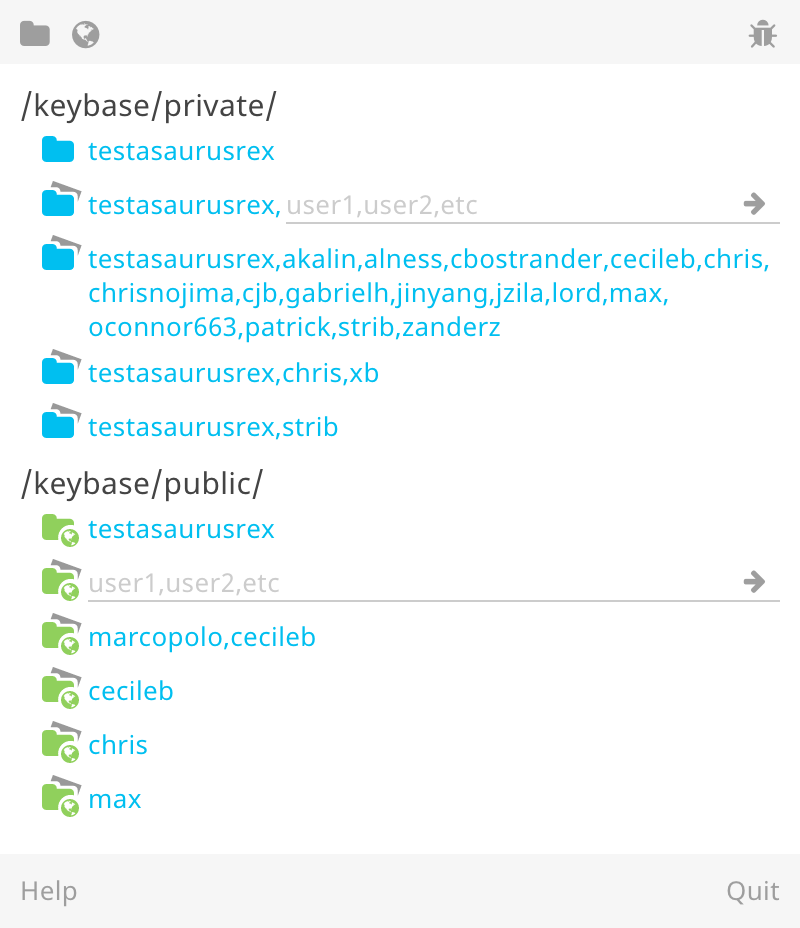 /keybase/private/
testasaurusrex
testasaurusrex, user1,user2,etc
testasaurusrex,akalin,alness,cbostrander,cecileb,chris,
chrisnojima,cjb,gabrielh,jinyang,jzila,lord,max,
oconnor663,patrick,strib,zanderz
testasaurusrex,chris,xb
testasaurusrex,strib
/keybase/public/
testasaurusrex
user1,user2,etc
marcopolo,cecileb
cecileb
chris
max
Help Quit